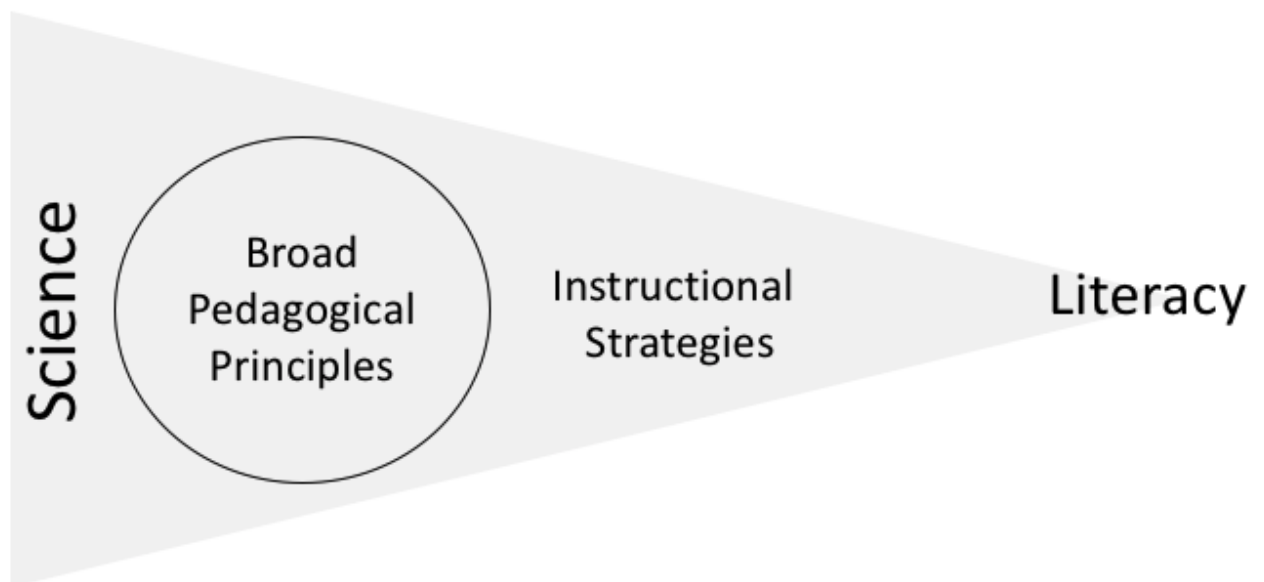 Science
Broad
Pedagogical
Principles
Instructional
Strategies
Literacy